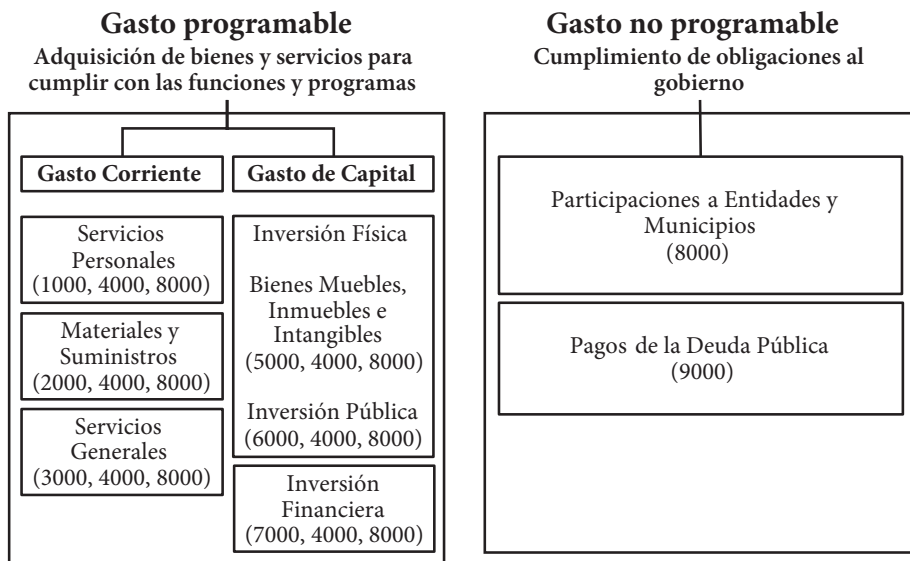 Gasto programable
Adquisición de bienes y servicios para
cumplir con las funciones y programas
Gasto Corriente
Servicios
Personales
(1000, 4000, 8000)
Materiales y
Suministros
(2000, 4000, 8000)
Servicios
Generales
(3000, 4000, 8000)
Gasto de Capital
Inversión Física
Bienes Muebles,
Inmuebles e
Intangibles
(5000, 4000, 8000)
Inversión Pública
(6000, 4000, 8000)
Inversión
Financiera
(7000, 4000, 8000)
Gasto no programable
Cumplimiento de obligaciones al
gobierno
Participaciones a Entidades y
Municipios
(8000)
Pagos de la Deuda Pública
(9000)